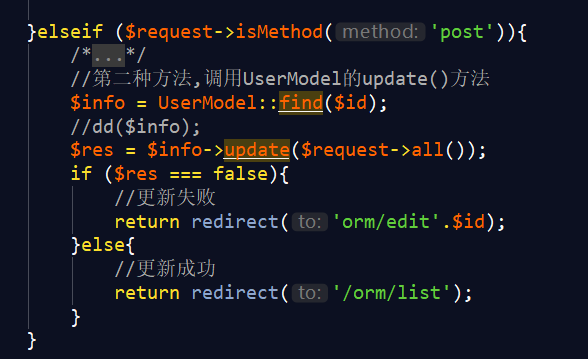 }elseif ($request->isMethod( method: 'post')){
/*...*/
//第二种方法,调用UserModel的update()方法
$info = UserModel::find($id);
//dd($info);
$res = $info->update($request->all());
if ($res === false){
//更新失败
return redirect( to: 'orm/edit'.$id);
}else{
//更新成功
return redirect( to: '/orm/list');
}
}